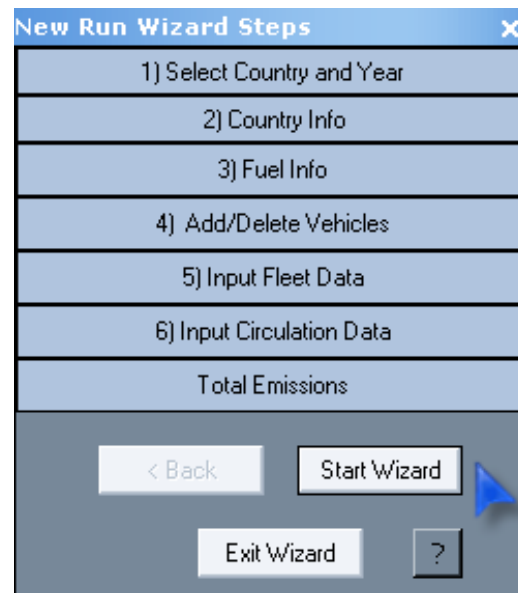 New Run Wizard Steps x
1) Select Country and Year
2) Country Info
3) Fuel Info
4) Add/Delete Vehicles
5) Input Fleet Data
6) Input Circulation Data
Total Emissions
< Back Start Wizard
Exit Wizard ?